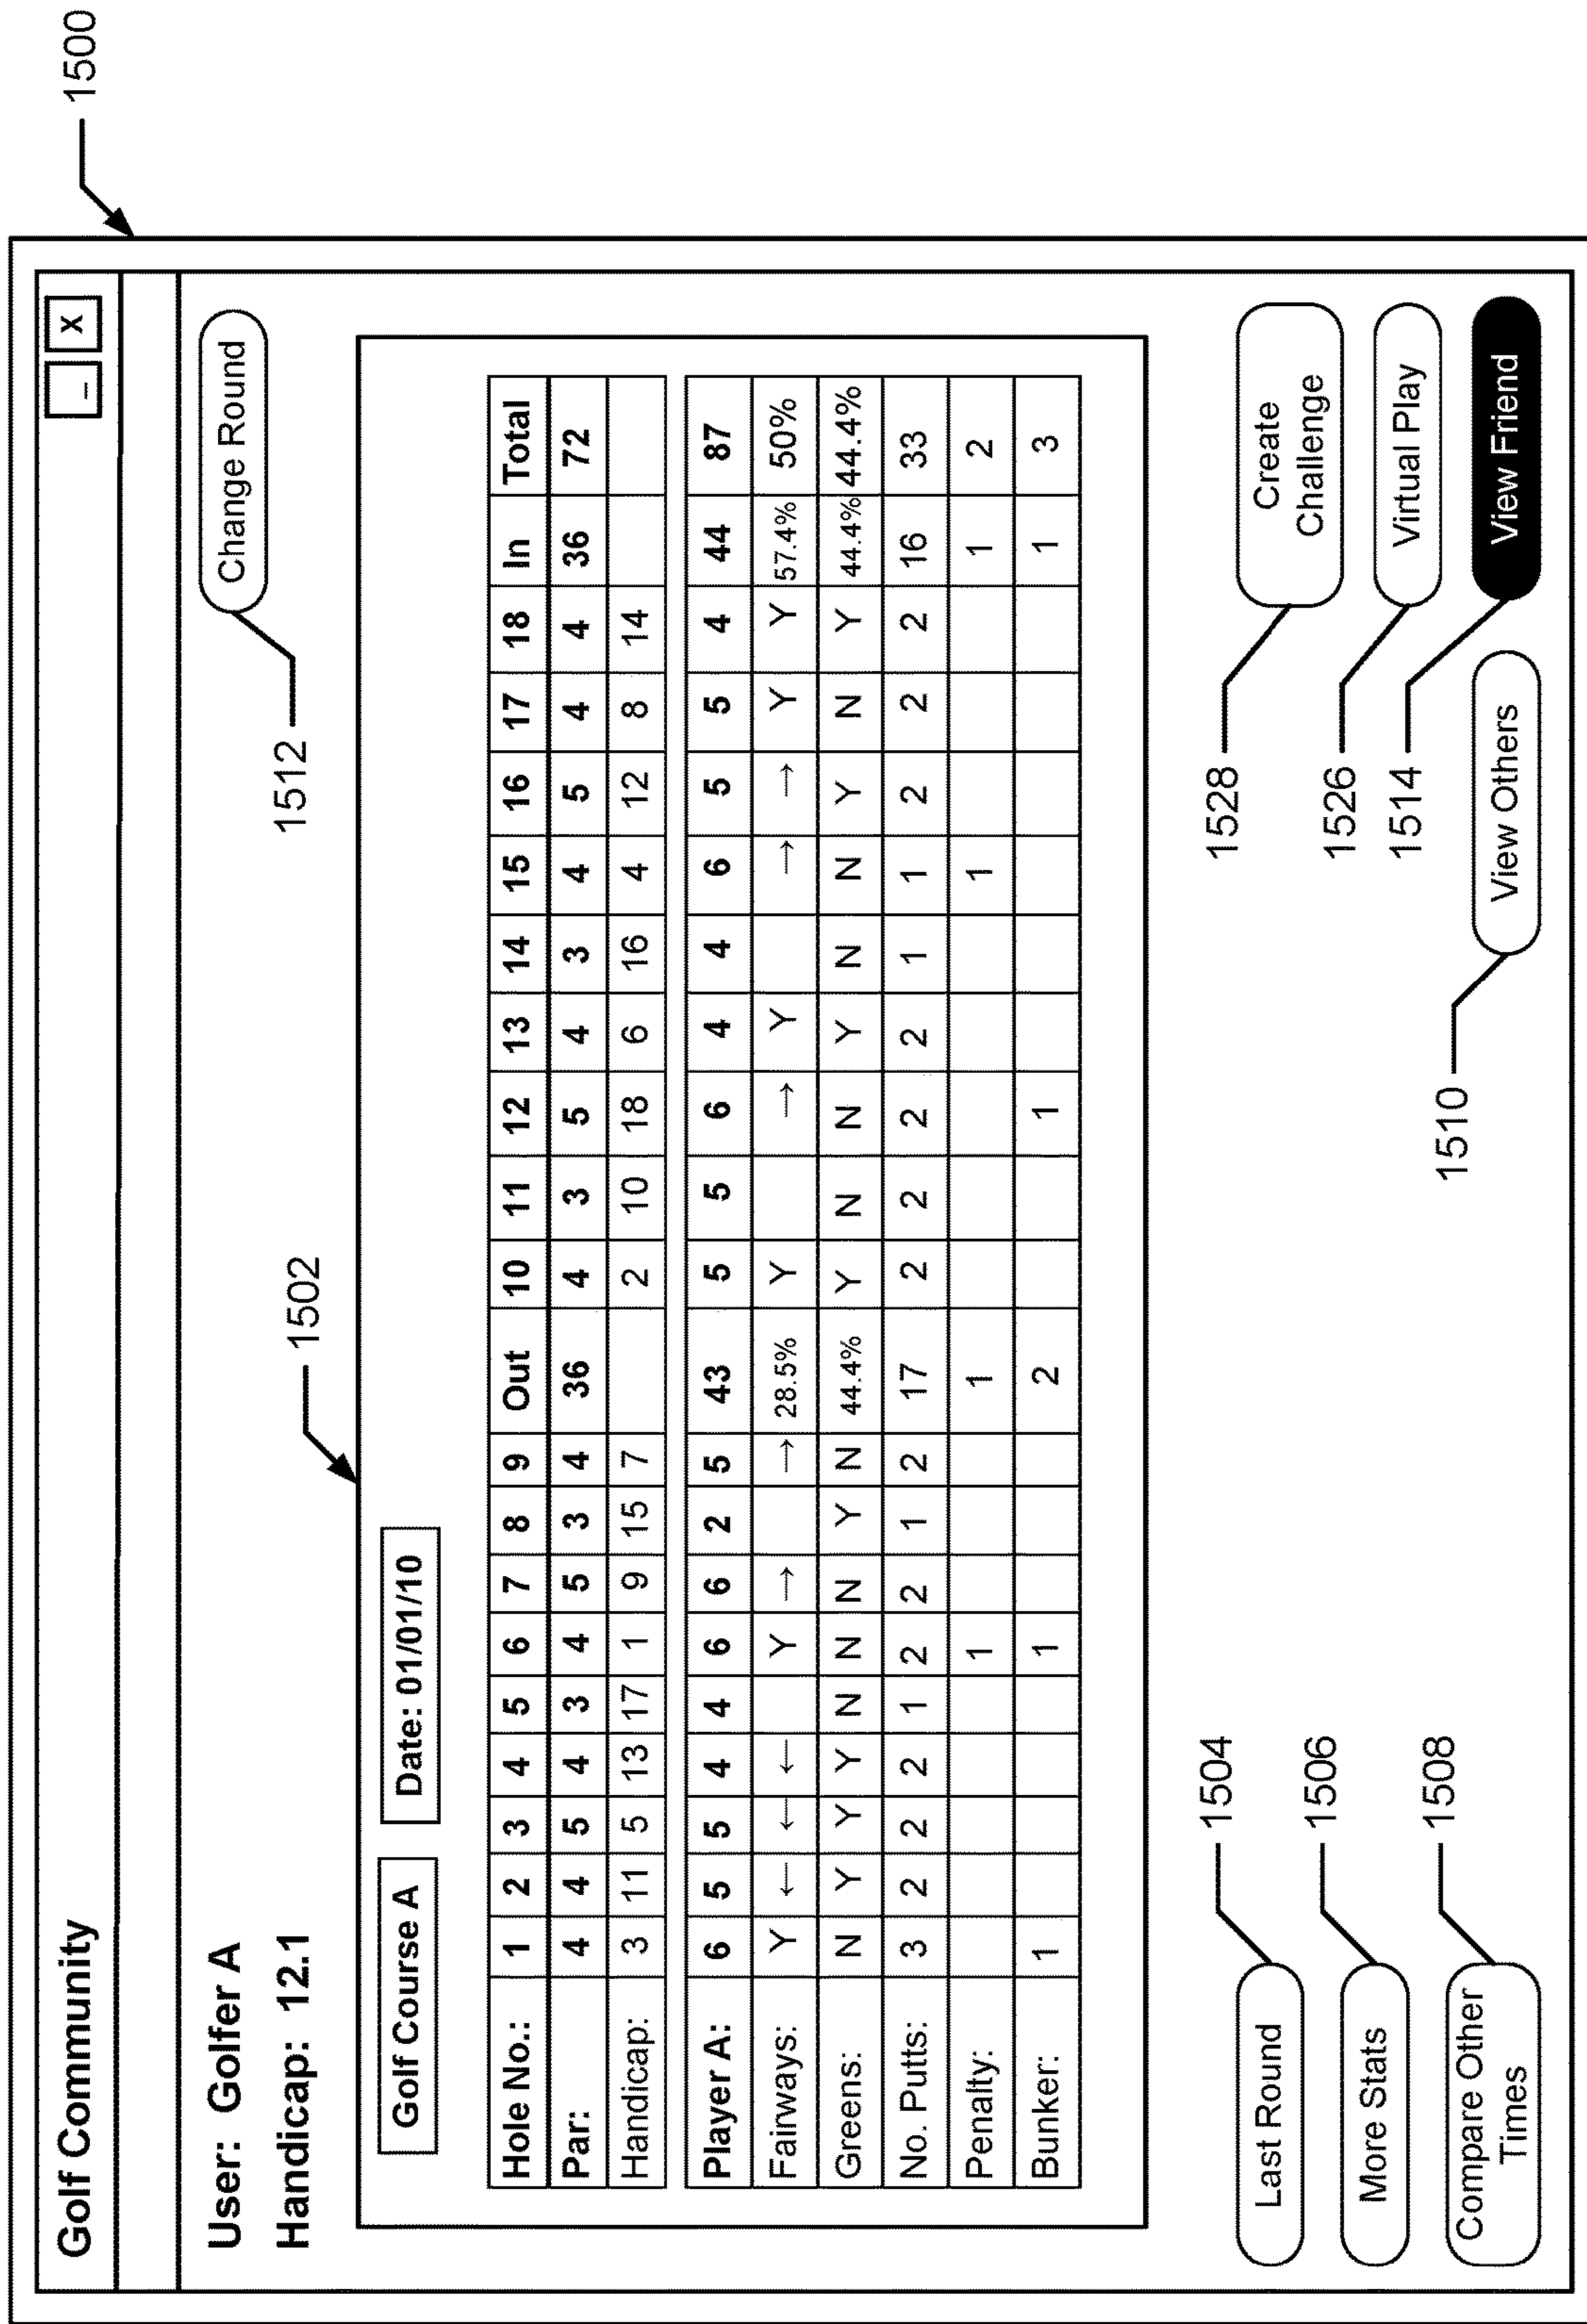 1500
Golf Community
_ X
User: Golfer A
Handicap: 12.1
Change Round
1512
1502
Golf Course A Date: 01/01/10
Hole No.: 1 2 3 4 5 6 7 8 9 Out 10 11 12 13 14 15 16 17 18 In Total
Par: 4 4 5 4 3 4 5 3 4 36 4 3 5 4 3 4 5 4 4 36 72
Handicap: 3 11 5 13 17 1 9 15 7 2 10 18 6 16 4 12 8 14
Player A: 6 5 5 4 4 6 6 2 5 43 5 5 6 4 4 6 5 5 4 44 87
Fairways: Y ← ← ← Y → → 28.5% Y → Y → → Y Y 57.4% 50%
Greens: N Y Y Y N N N Y N 44.4% Y N N Y N N Y N Y 44.4% 44.4%
No. Putts: 3 2 2 2 1 2 2 1 2 17 2 2 2 2 1 1 2 2 2 16 33
Penalty: 1 1 1 1 2
Bunker: 1 1 2 1 1 3
Last Round
1504
More Stats
1506
Compare Other
Times
1508
1528
Create
Challenge
1526
Virtual Play
1514
View Friend
1510
View Others